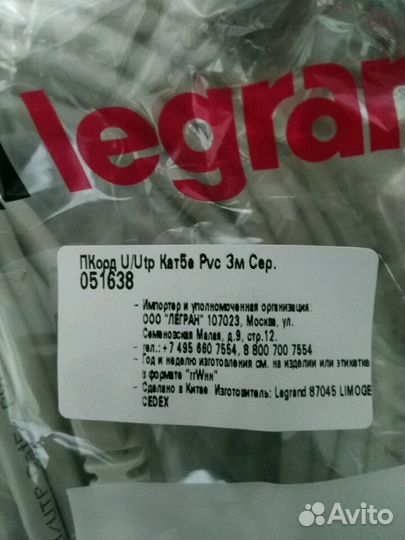 legran
ПКорд U/Utp Кат5е Pvc 3м Сер.
051638
- Импортер и уполномоченная организация:
ООО "ЛЕГРАН" 107023, Москва, ул.
Семеновская Малая, д.9, стр.12.
- тел.:+7 495 660 7554, 8 800 700 7554
- Год и неделю изготовления см. на изделии или этикетке
в формате "ггWнн"
- Сделано в Китае. Изготовитель: Legrand 87045 LIMOGE
CEDEX
U/UTP Cat5E
Avito